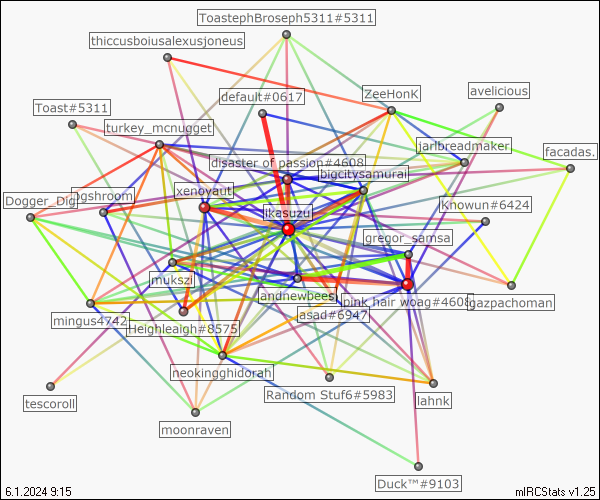 ToastephBroseph5311#5311
thiccusboiusalexusjoneus
ZeeHonK
avelicious
default#0617
Toast#5311
turkey_mcnugget
jarlbreadmaker
facadas.
disaster of passion#4608
bigcitysamurai
xenoyaut
Dogger_Dig
ogshroom
Knowun#6424
ikasuzu
gregor_samsa
mukszi
andnewbees
pink hair woag#4608
gazpachoman
mingus4742
Heighleigh#8575
asad#6947
neokingghidorah
Random Stuf6#5983
lahnk
tescoroll
moonraven
Duck™#9103
6.1.2024 9:15
mIRCStats v1.25